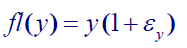 fl(y) = y(1+ε_y)